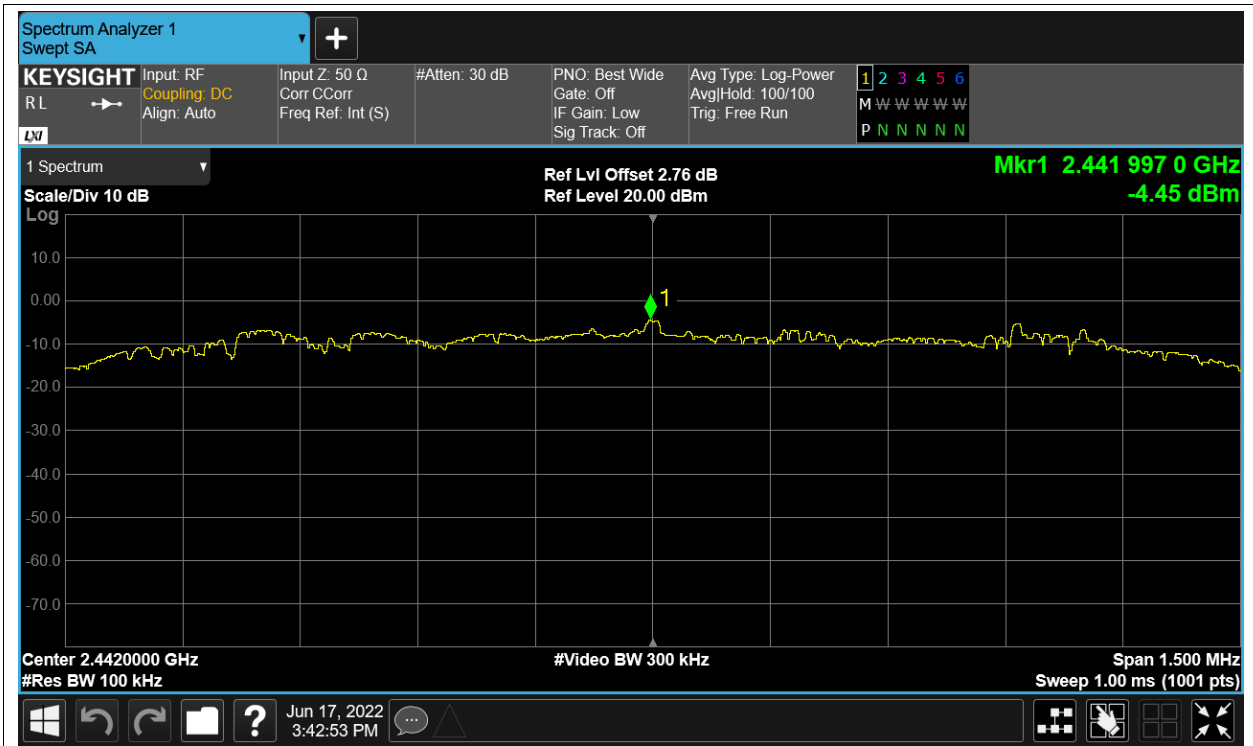 Spectrum Analyzer 1
Swept SA
KEYSIGHT
RL
LXI
Input: RF
Coupling: DC
Align: Auto
Input Z: 50 Ω
Corr CCorr
Freq Ref: Int (S)
#Atten: 30 dB
PNO: Best Wide
Gate: Off
IF Gain: Low
Sig Track: Off
Avg Type: Log-Power
Avg|Hold: 100/100
Trig: Free Run
1 2 3 4 5 6
M W W W W W
P N N N N N
1 Spectrum
Scale/Div 10 dB
Log
Ref Lvl Offset 2.76 dB
Ref Level 20.00 dBm
Mkr1 2.441 997 0 GHz
-4.45 dBm
10.0
0.00
1
-10.0
-20.0
-30.0
-40.0
-50.0
-60.0
-70.0
Center 2.4420000 GHz
#Res BW 100 kHz
#Video BW 300 kHz
Span 1.500 MHz
Sweep 1.00 ms (1001 pts)
?
Jun 17, 2022
3:42:53 PM